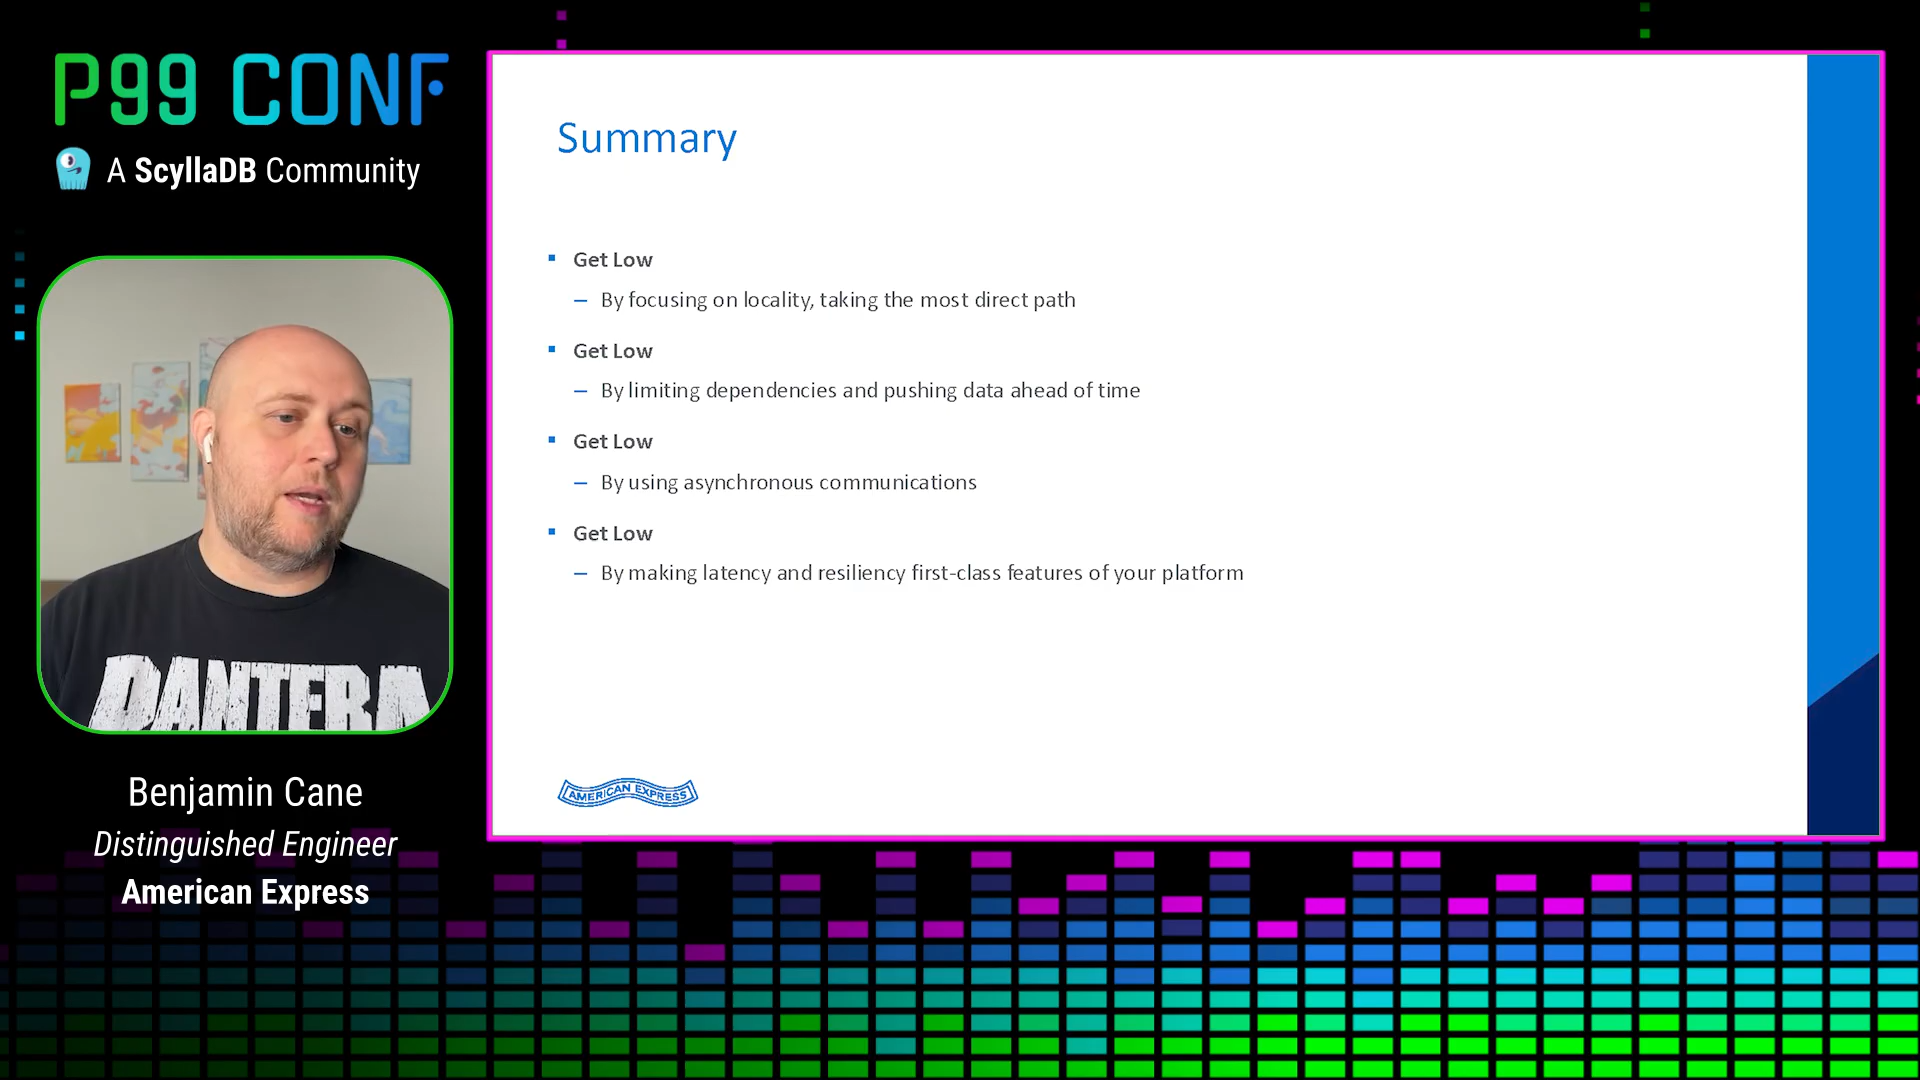 P99 CONF
A ScyllaDB Community
PANTERA
Benjamin Cane
Distinguished Engineer
American Express
Summary
▪ Get Low
– By focusing on locality, taking the most direct path
▪ Get Low
– By limiting dependencies and pushing data ahead of time
▪ Get Low
– By using asynchronous communications
▪ Get Low
– By making latency and resiliency first-class features of your platform
AMERICAN EXPRESS